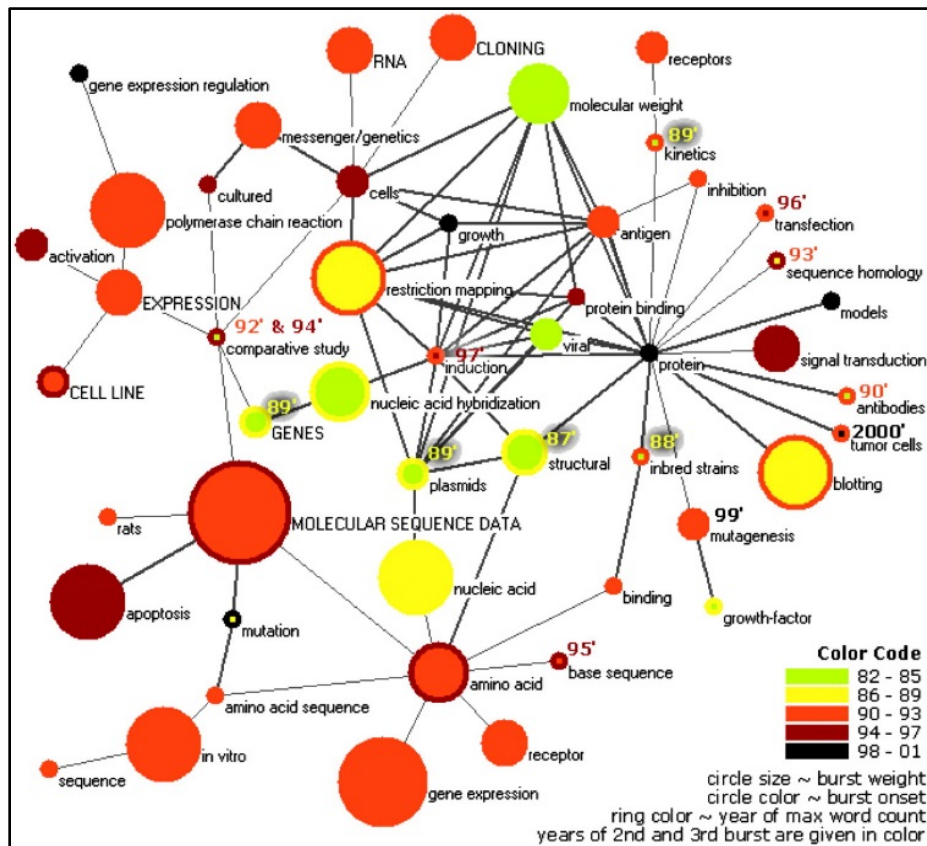 RNA
CLONING
receptors
gene expression regulation
molecular weight
messenger/genetics
89'
kinetics
cultured
cells
inhibition
polymerase chain reaction
96'
transfection
growth
antigen
activation
93'
sequence homology
restriction mapping
protein binding
models
EXPRESSION
92' & 94'
comparative study
viral
97'
induction
protein
signal transduction
CELL LINE
nucleic acid hybridization
90'
antibodies
89'
GENES
87'
structural
88'
inbred strains
2000'
tumor cells
89'
plasmids
blotting
rats
MOLECULAR SEQUENCE DATA
99'
mutagenesis
nucleic acid
apoptosis
binding
growth-factor
mutation
95'
base sequence
amino acid
amino acid sequence
in vitro
receptor
sequence
gene expression
Color Code
82 - 85
86 - 89
90 - 93
94 - 97
98 - 01
circle size ~ burst weight
circle color ~ burst onset
ring color ~ year of max word count
years of 2nd and 3rd burst are given in color